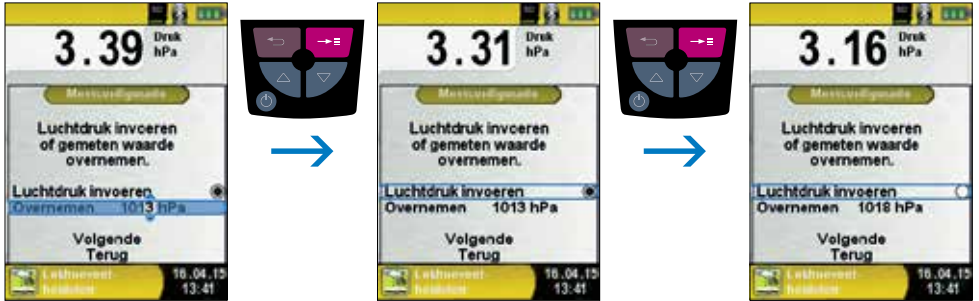 3.39 Druk hPa
Luchtdruk invoeren
of gemeten waarde
overnemen.
Luchtdruk invoeren
Overnemen 1013 hPa
Volgende
Terug
16.04.15
13:41
3.31 Druk hPa
Luchtdruk invoeren
of gemeten waarde
overnemen.
Luchtdruk invoeren
Overnemen 1013 hPa
Volgende
Terug
16.04.15
13:41
3.16 Druk hPa
Luchtdruk invoeren
of gemeten waarde
overnemen.
Luchtdruk invoeren
Overnemen 1018 hPa
Volgende
Terug
16.04.15
13:41